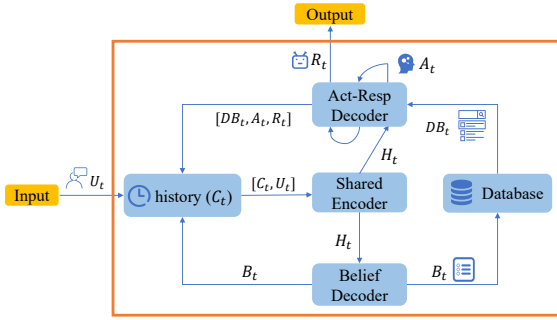 Output
R_t
A_t
Act-Resp
Decoder
[DB_t, A_t, R_t]
DB_t
H_t
U_t
[C_t, U_t]
Input
history (C_t)
Shared
Encoder
Database
H_t
B_t
Belief
Decoder
B_t